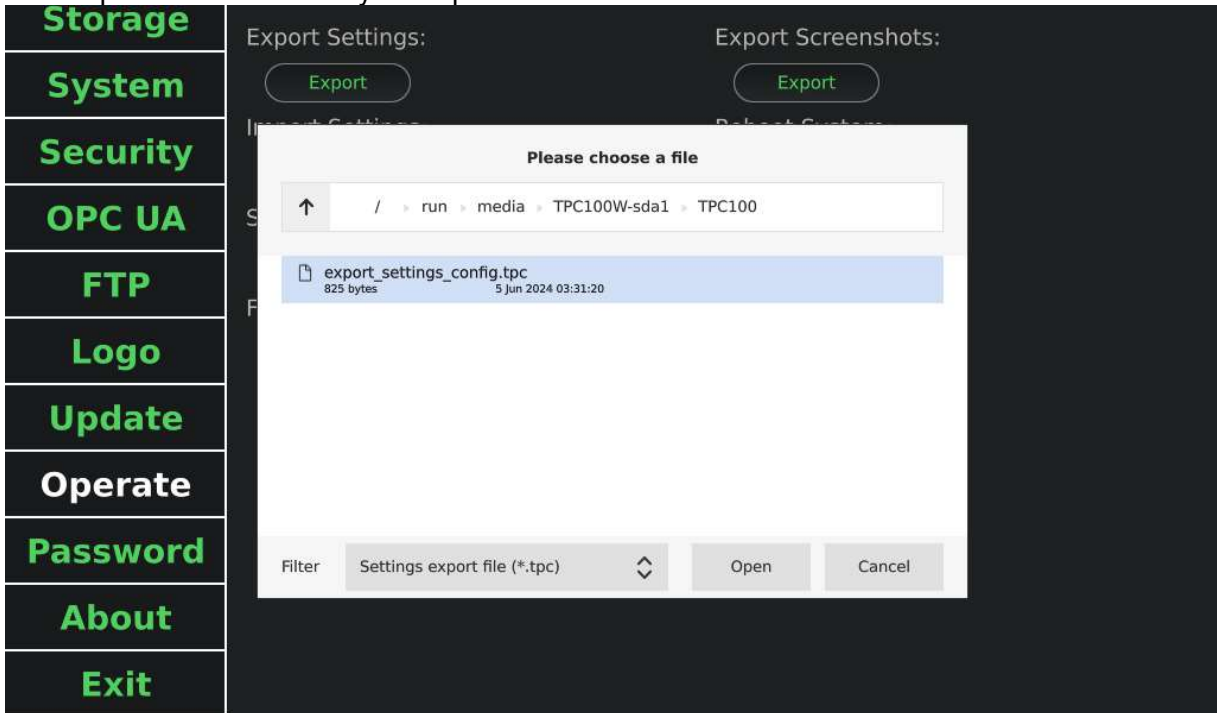 Storage
System
Security
OPC UA
FTP
Logo
Update
Operate
Password
About
Exit
Export Settings:
Export
Export Screenshots:
Export
Please choose a file
/ run media TPC100W-sda1 TPC100
export_settings_config.tpc
825 bytes 5 Jun 2024 03:31:20
Filter Settings export file (*.tpc) Open Cancel